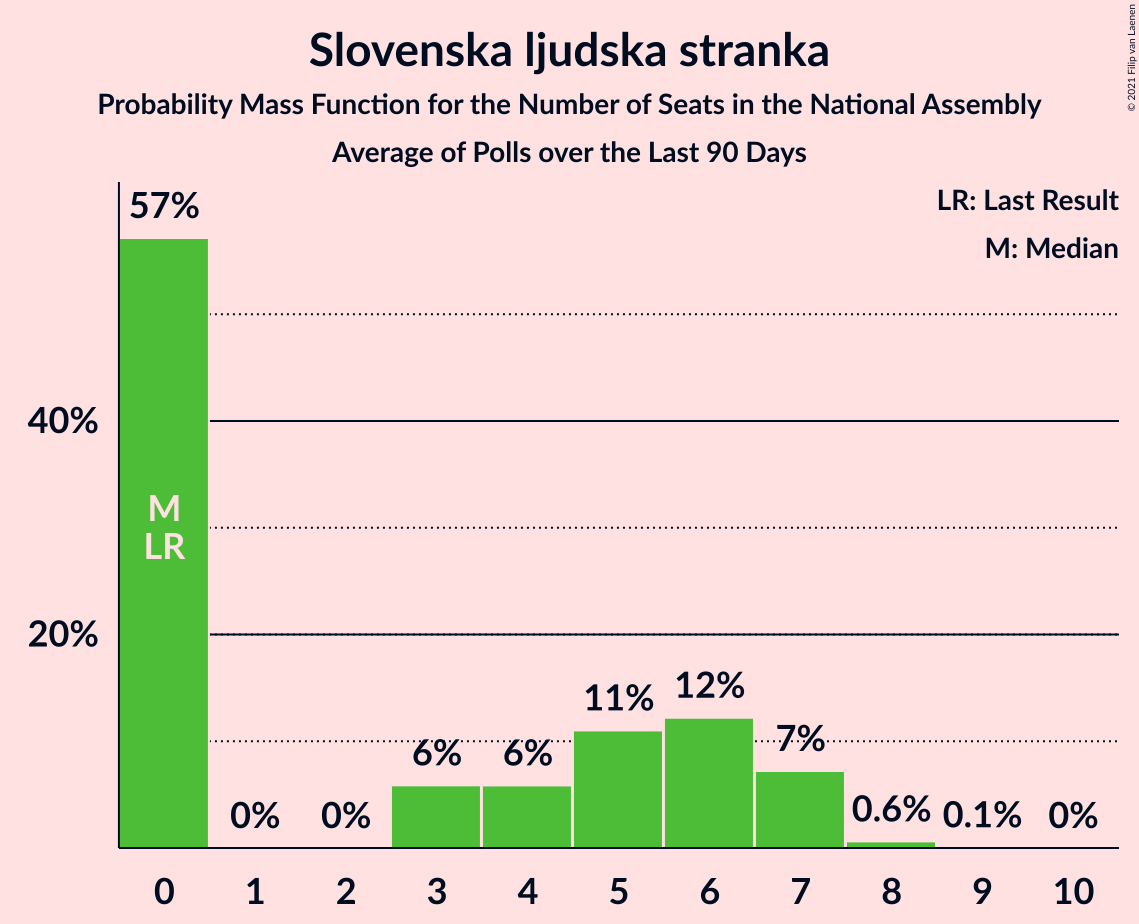 Slovenska ljudska stranka
Probability Mass Function for the Number of Seats in the National Assembly
Average of Polls over the Last 90 Days
© 2021 Filip van Laenen
LR: Last Result
M: Median
57%
40%
M
LR
20%
0%
0%
6%
6%
11%
12%
7%
0.6%
0.1%
0%
0 1 2 3 4 5 6 7 8 9 10